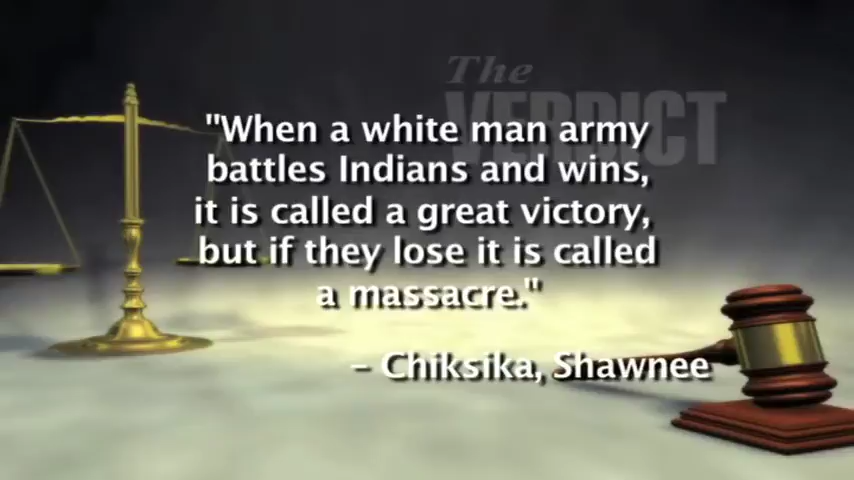 The
VERDICT
"When a white man army
battles Indians and wins,
it is called a great victory,
but if they lose it is called
a massacre."
– Chiksika, Shawnee